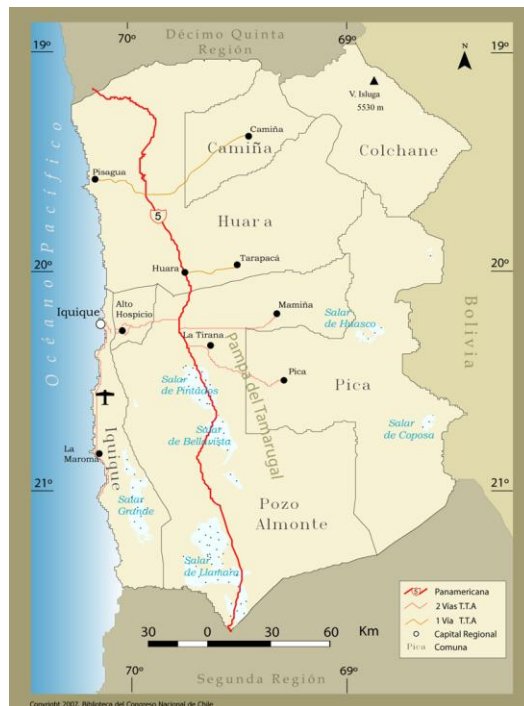 70º
69º
Décimo Quinta
Región
19º
19º
N
V. Isluga
5530 m
Camiña
Camiña
Colchane
Pisagua
Océano Pacífico
5
Huara
Tarapacá
Huara
20º
20º
Alto
Hospicio
Iquique
Mamiña
Salar
de Huasco
La Tirana
Bolivia
Pampa del Tamarugal
Pica
Pica
Salar
de Pintados
Salar
de Bellavista
Salar
de Coposa
La
Maroma
Iquique
Salar
Grande
21º
21º
Pozo
Almonte
Salar
de Llamara
5 Panamericana
2 Vías T.T.A
1 Vía T.T.A
Capital Regional
Pica Comuna
30 0 30 60 Km
70º
69º
Segunda Región
Copyright 2007, Biblioteca del Congreso Nacional de Chile